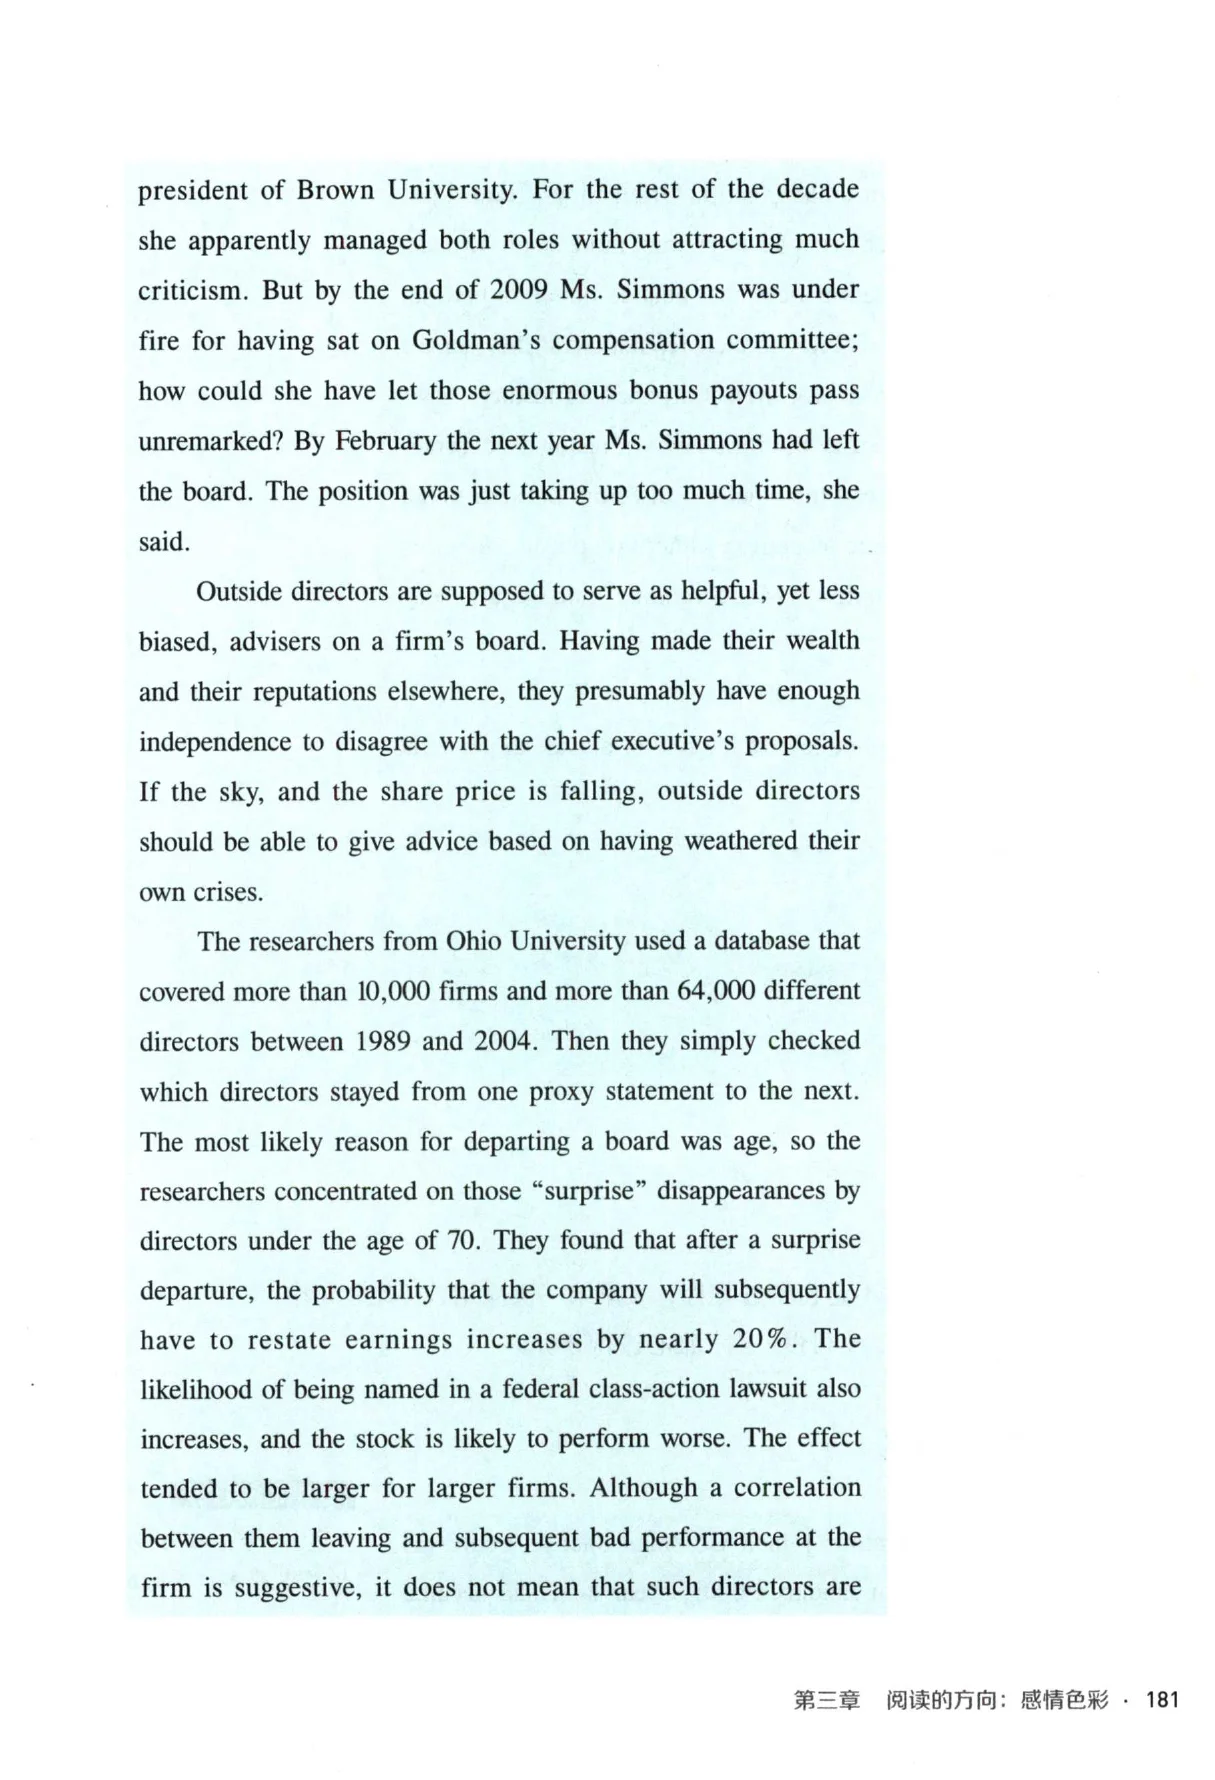 president of Brown University. For the rest of the decade
she apparently managed both roles without attracting much
criticism. But by the end of 2009 Ms. Simmons was under
fire for having sat on Goldman's compensation committee;
how could she have let those enormous bonus payouts pass
unremarked? By February the next year Ms. Simmons had left
the board. The position was just taking up too much time, she
said.
Outside directors are supposed to serve as helpful, yet less
biased, advisers on a firm's board. Having made their wealth
and their reputations elsewhere, they presumably have enough
independence to disagree with the chief executive's proposals.
If the sky, and the share price is falling, outside directors
should be able to give advice based on having weathered their
own crises.
The researchers from Ohio University used a database that
covered more than 10,000 firms and more than 64,000 different
directors between 1989 and 2004. Then they simply checked
which directors stayed from one proxy statement to the next.
The most likely reason for departing a board was age, so the
researchers concentrated on those “surprise” disappearances by
directors under the age of 70. They found that after a surprise
departure, the probability that the company will subsequently
have to restate earnings increases by nearly 20%. The
likelihood of being named in a federal class-action lawsuit also
increases, and the stock is likely to perform worse. The effect
tended to be larger for larger firms. Although a correlation
between them leaving and subsequent bad performance at the
firm is suggestive, it does not mean that such directors are
第三章 阅读的方向：感情色彩 · 181